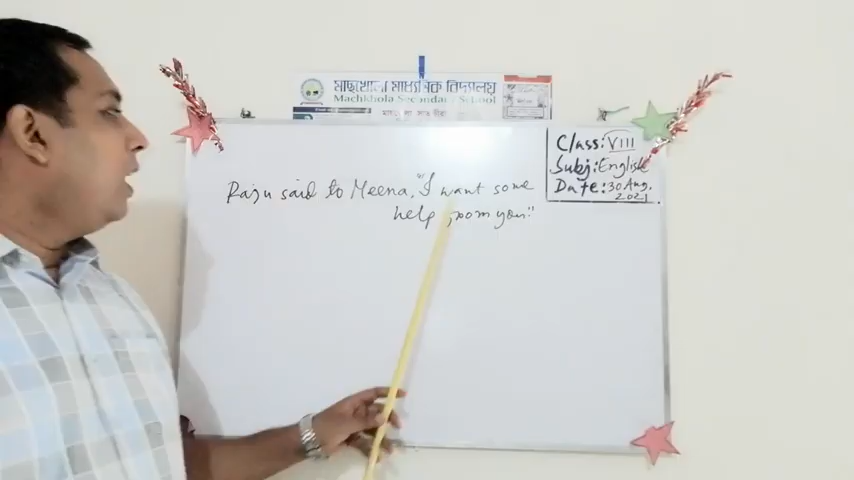 মাছখোলা মাধ্যমিক বিদ্যালয়
Machkhola Secondary School
Class: VIII
Subj: English
Date: 30 Aug. 2021
Raju said to Meena, "I want some
help from you."